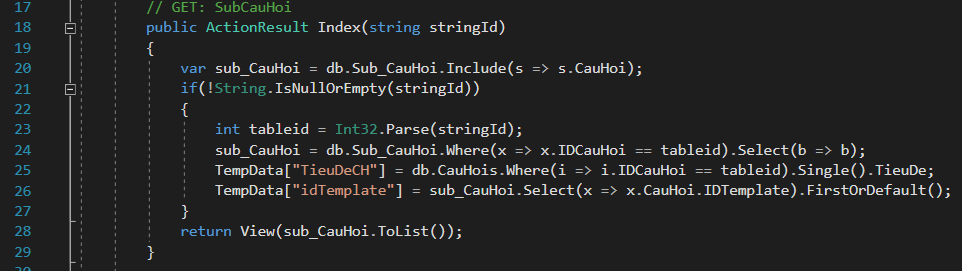 17 // GET: SubCauHoi
18 public ActionResult Index(string stringId)
19 {
20 var sub_CauHoi = db.Sub_CauHoi.Include(s => s.CauHoi);
21 if(!String.IsNullOrEmpty(stringId))
22 {
23 int tableid = Int32.Parse(stringId);
24 sub_CauHoi = db.Sub_CauHoi.Where(x => x.IDCauHoi == tableid).Select(b => b);
25 TempData["TieuDeCH"] = db.CauHois.Where(i => i.IDCauHoi == tableid).Single().TieuDe;
26 TempData["idTemplate"] = sub_CauHoi.Select(x => x.CauHoi.IDTemplate).FirstOrDefault();
27 }
28 return View(sub_CauHoi.ToList());
29 }